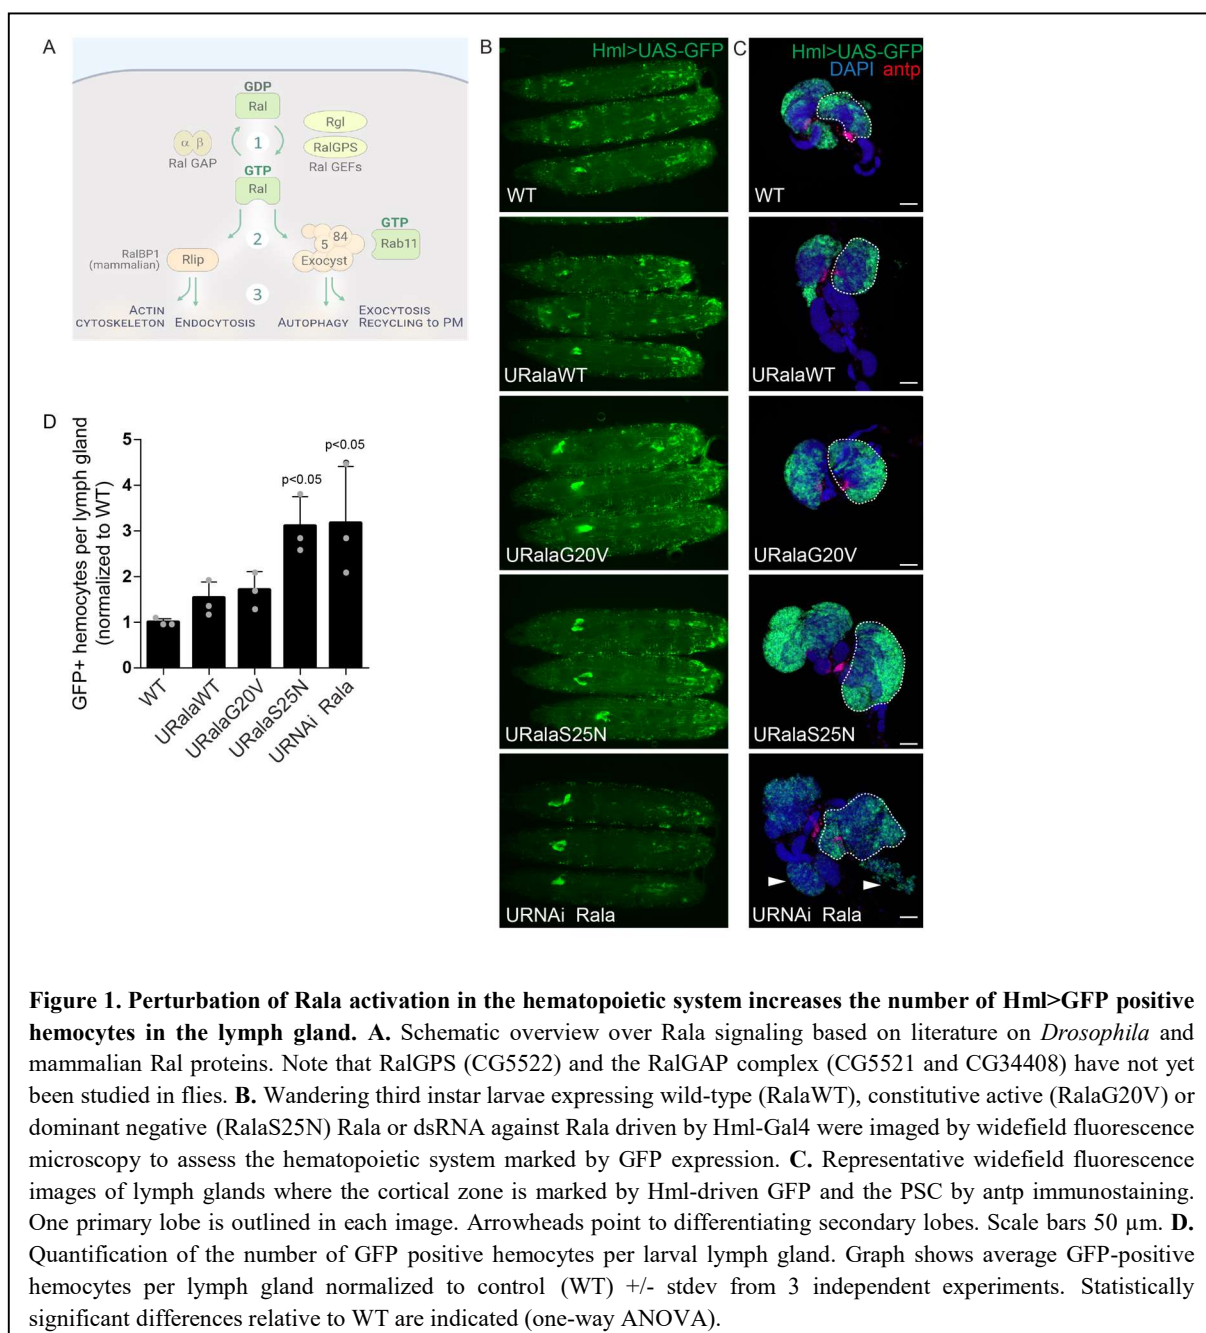 A
GDP
Ral
α β
Ral GAP
1
Rgl
RalGPS
Ral GEFs
GTP
Ral
2
RalBP1
(mammalian)
Rlip
5 84
Exocyst
GTP
Rab11
3
ACTIN
CYTOSKELETON
ENDOCYTOSIS
AUTOPHAGY
EXOCYTOSIS
RECYCLING TO PM
B
Hml>UAS-GFP
WT
URalaWT
URalaG20V
URalaS25N
URNAi Rala
C
Hml>UAS-GFP
DAPI antp
WT
URalaWT
URalaG20V
URalaS25N
URNAi Rala
D
GFP+ hemocytes per lymph gland
(normalized to WT)
5
4
3
2
1
0
p<0.05
p<0.05
WT
URalaWT
URalaG20V
URalaS25N
URNAi Rala
Figure 1. Perturbation of Rala activation in the hematopoietic system increases the number of Hml>GFP positive
hemocytes in the lymph gland. A. Schematic overview over Rala signaling based on literature on Drosophila and
mammalian Ral proteins. Note that RalGPS (CG5522) and the RalGAP complex (CG5521 and CG34408) have not yet
been studied in flies. B. Wandering third instar larvae expressing wild-type (RalaWT), constitutive active (RalaG20V) or
dominant negative (RalaS25N) Rala or dsRNA against Rala driven by Hml-Gal4 were imaged by widefield fluorescence
microscopy to assess the hematopoietic system marked by GFP expression. C. Representative widefield fluorescence
images of lymph glands where the cortical zone is marked by Hml-driven GFP and the PSC by antp immunostaining.
One primary lobe is outlined in each image. Arrowheads point to differentiating secondary lobes. Scale bars 50 µm. D.
Quantification of the number of GFP positive hemocytes per larval lymph gland. Graph shows average GFP-positive
hemocytes per lymph gland normalized to control (WT) +/- stdev from 3 independent experiments. Statistically
significant differences relative to WT are indicated (one-way ANOVA).